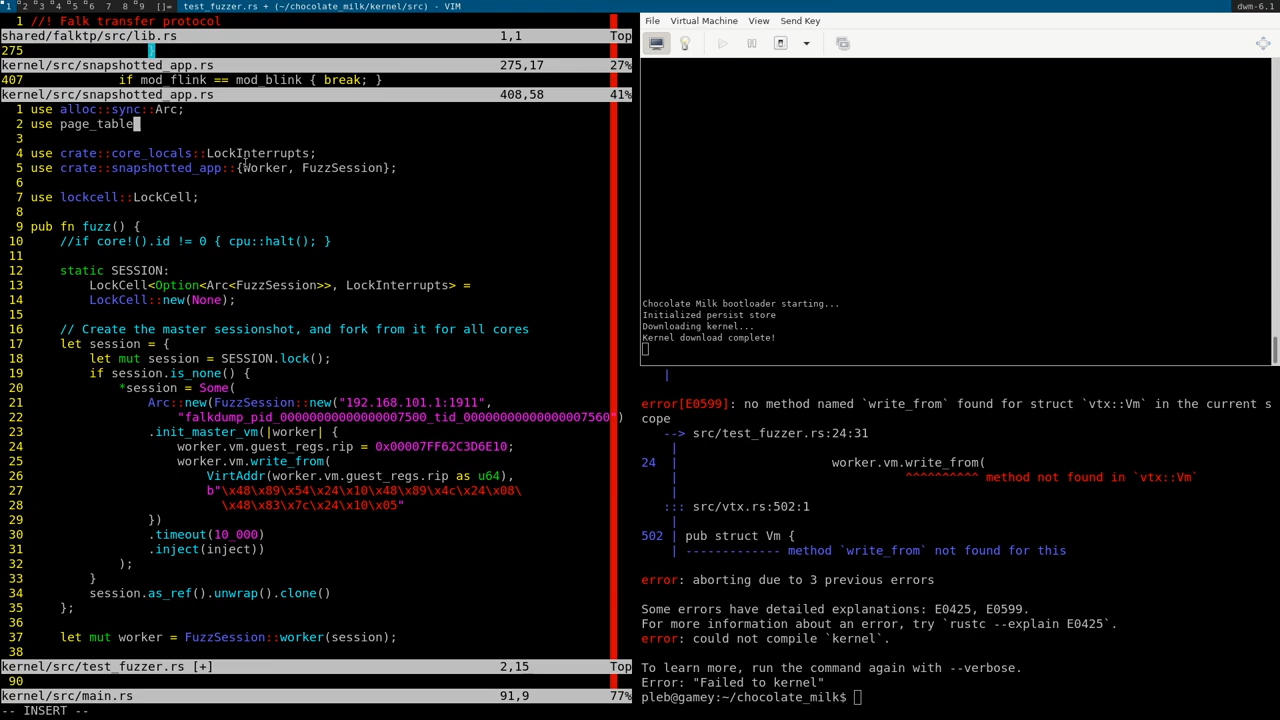 1 2 3 4 5 6 7 8 9 []= test_fuzzer.rs + (~/chocolate_milk/kernel/src) - VIM dwm-6.1
1 //! Falk transfer protocol
shared/falktp/src/lib.rs 1,1 Top
275 }
kernel/src/snapshotted_app.rs 275,17 27%
407 if mod_flink == mod_blink { break; }
kernel/src/snapshotted_app.rs 408,58 41%
1 use alloc::sync::Arc;
2 use page_table
3
4 use crate::core_locals::LockInterrupts;
5 use crate::snapshotted_app::{Worker, FuzzSession};
6
7 use lockcell::LockCell;
8
9 pub fn fuzz() {
10 //if core!().id != 0 { cpu::halt(); }
11
12 static SESSION:
13 LockCell<Option<Arc<FuzzSession>>, LockInterrupts> =
14 LockCell::new(None);
15
16 // Create the master sessionshot, and fork from it for all cores
17 let session = {
18 let mut session = SESSION.lock();
19 if session.is_none() {
20 *session = Some(
21 Arc::new(FuzzSession::new("192.168.101.1:1911",
22 "falkdump_pid_00000000000000007500_tid_00000000000000007560")
23 .init_master_vm(|worker| {
24 worker.vm.guest_regs.rip = 0x00007FF62C3D6E10;
25 worker.vm.write_from(
26 VirtAddr(worker.vm.guest_regs.rip as u64),
27 b"\x48\x89\x54\x24\x10\x48\x89\x4c\x24\x08\
28 \x48\x83\x7c\x24\x10\x05"
29 })
30 .timeout(10_000)
31 .inject(inject))
32 );
33 }
34 session.as_ref().unwrap().clone()
35 };
36
37 let mut worker = FuzzSession::worker(session);
38
kernel/src/test_fuzzer.rs [+] 2,15 Top
90
kernel/src/main.rs 91,9 77%
-- INSERT --
File Virtual Machine View Send Key
Chocolate Milk bootloader starting...
Initialized persist store
Downloading kernel...
Kernel download complete!
|
error[E0599]: no method named `write_from` found for struct `vtx::Vm` in the current s
cope
--> src/test_fuzzer.rs:24:31
|
24 | worker.vm.write_from(
| ^^^^^^^^^^ method not found in `vtx::Vm`
|
::: src/vtx.rs:502:1
|
502 | pub struct Vm {
| ------------- method `write_from` not found for this
error: aborting due to 3 previous errors
Some errors have detailed explanations: E0425, E0599.
For more information about an error, try `rustc --explain E0425`.
error: could not compile `kernel`.
To learn more, run the command again with --verbose.
Error: "Failed to kernel"
pleb@gamey:~/chocolate_milk$